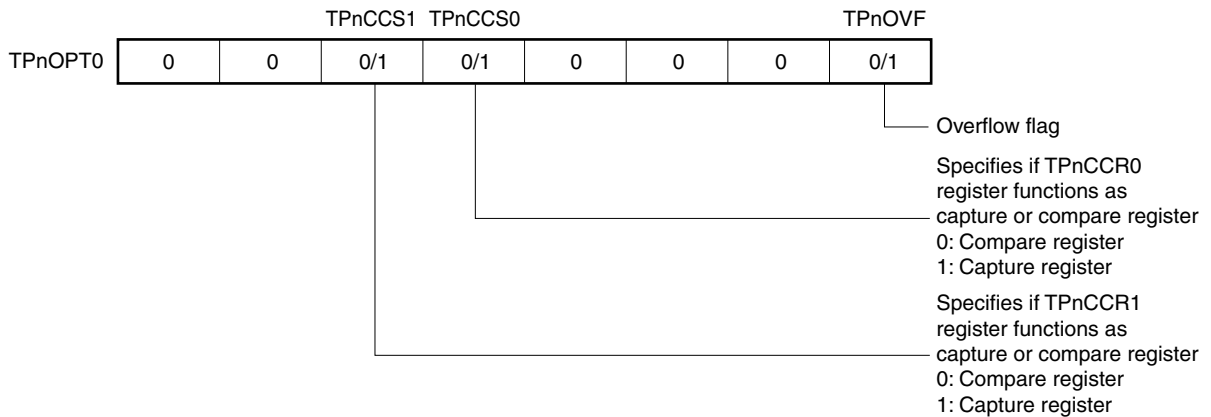 TPnCCS1 TPnCCS0 TPnOVF
TPnOPT0 0 0 0/1 0/1 0 0 0 0/1
Overflow flag
Specifies if TPnCCR0
register functions as
capture or compare register
0: Compare register
1: Capture register
Specifies if TPnCCR1
register functions as
capture or compare register
0: Compare register
1: Capture register